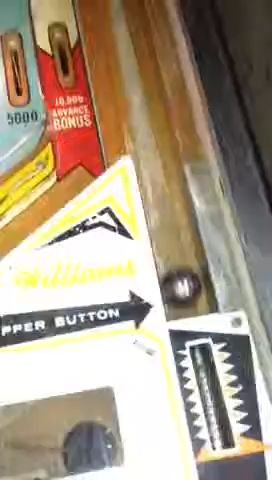 5000
10,000
ADVANCE
BONUS
Williams
PPER BUTTON